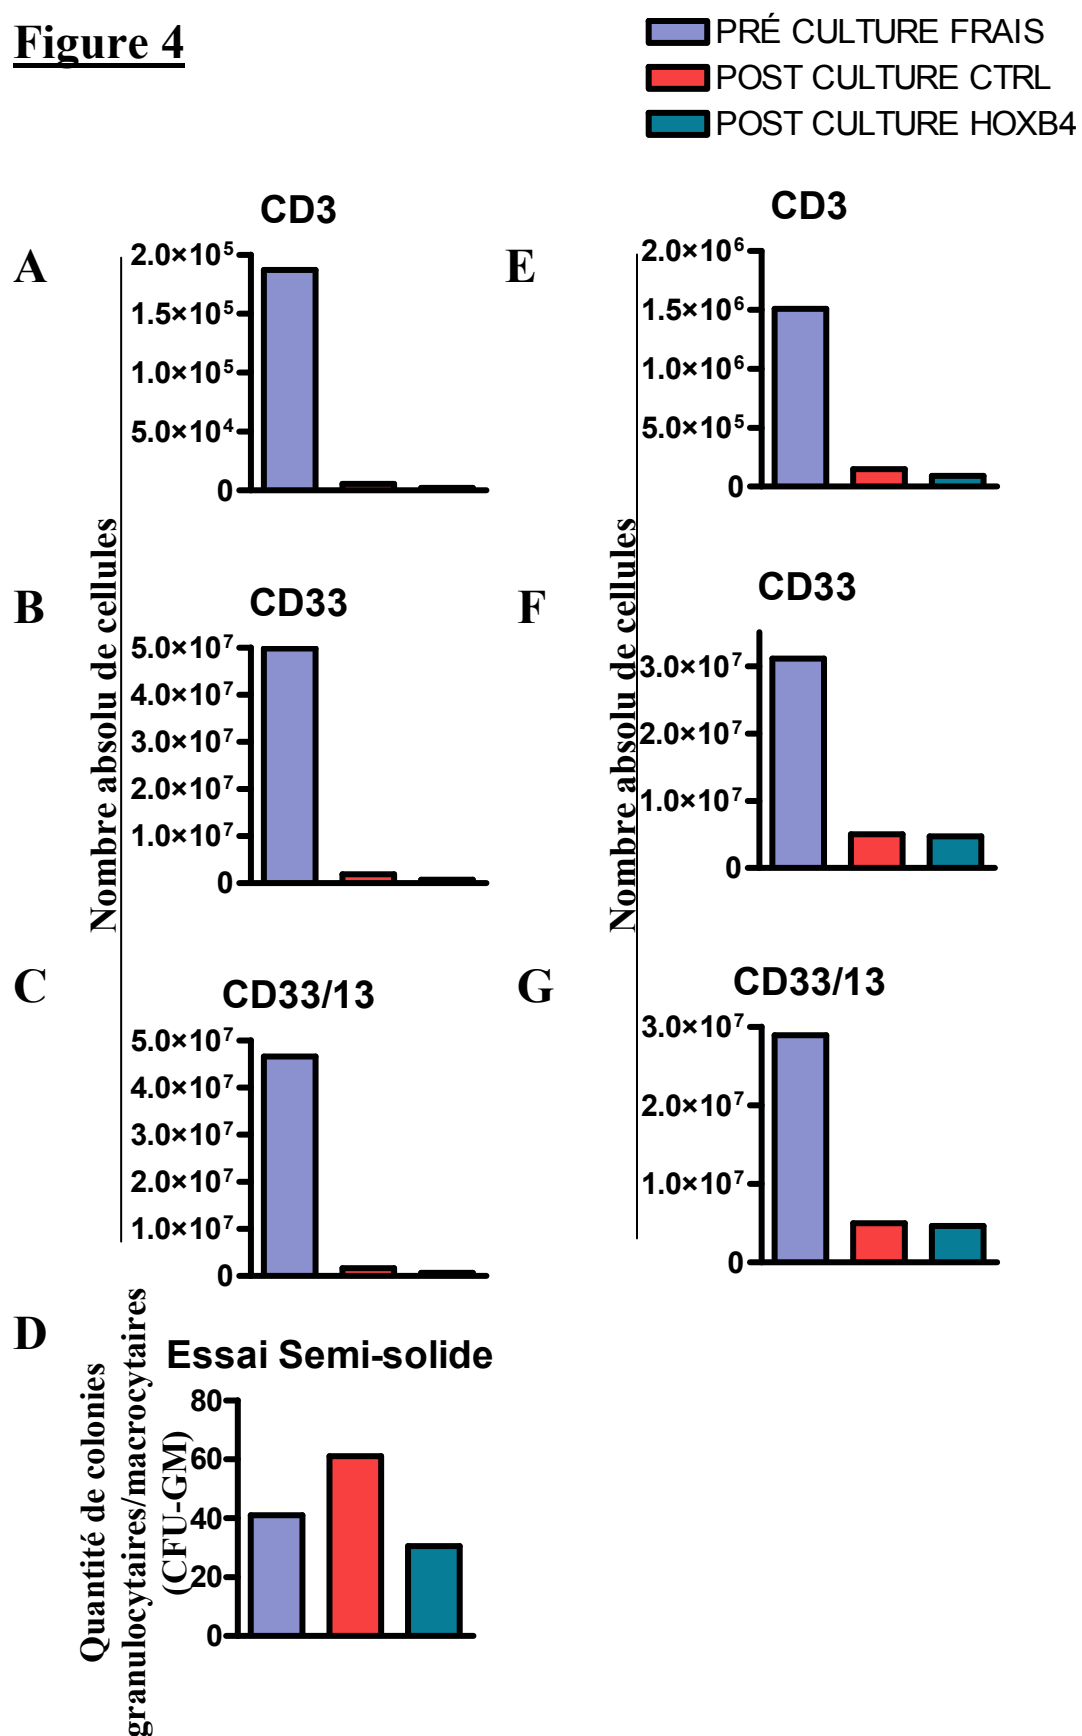 Figure 4
PRÉ CULTURE FRAIS
POST CULTURE CTRL
POST CULTURE HOXB4
A
CD3
2.0×10⁵
1.5×10⁵
1.0×10⁵
5.0×10⁴
0
B
CD33
5.0×10⁷
4.0×10⁷
3.0×10⁷
2.0×10⁷
1.0×10⁷
0
C
CD33/13
5.0×10⁷
4.0×10⁷
3.0×10⁷
2.0×10⁷
1.0×10⁷
0
Nombre absolu de cellules
D
Essai Semi-solide
80
60
40
20
0
Quantité de colonies
granulocytaires/macrocytaires
(CFU-GM)
E
CD3
2.0×10⁶
1.5×10⁶
1.0×10⁶
5.0×10⁵
0
F
CD33
3.0×10⁷
2.0×10⁷
1.0×10⁷
0
G
CD33/13
3.0×10⁷
2.0×10⁷
1.0×10⁷
0
Nombre absolu de cellules